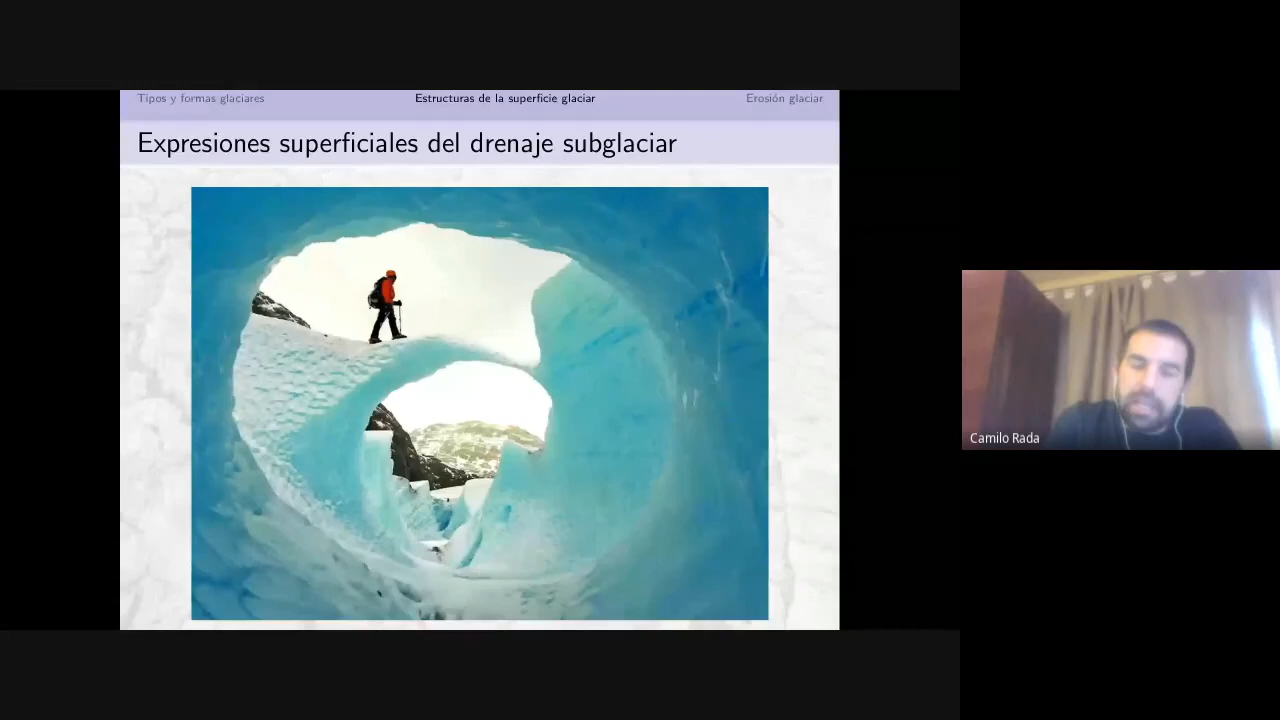 Tipos y formas glaciares
Estructuras de la superficie glaciar
Erosión glaciar
Expresiones superficiales del drenaje subglaciar
Camilo Rada